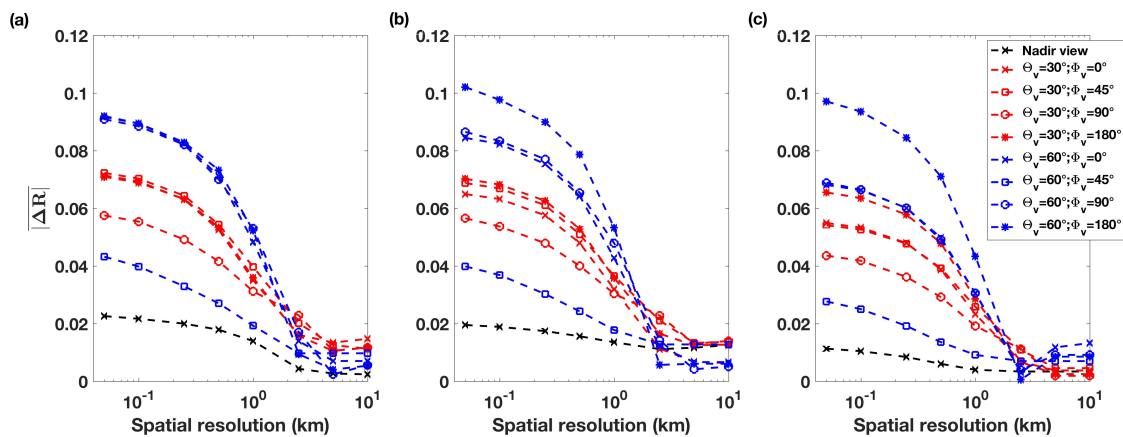 (a)
0.12
0.1
0.08
0.06
0.04
0.02
0
|ΔR|
10⁻¹ 10⁰ 10¹
Spatial resolution (km)
(b)
0.12
0.1
0.08
0.06
0.04
0.02
0
10⁻¹ 10⁰ 10¹
Spatial resolution (km)
(c)
0.12
0.1
0.08
0.06
0.04
0.02
0
10⁻¹ 10⁰ 10¹
Spatial resolution (km)
Nadir view
Θᵥ=30°;Φᵥ=0°
Θᵥ=30°;Φᵥ=45°
Θᵥ=30°;Φᵥ=90°
Θᵥ=30°;Φᵥ=180°
Θᵥ=60°;Φᵥ=0°
Θᵥ=60°;Φᵥ=45°
Θᵥ=60°;Φᵥ=90°
Θᵥ=60°;Φᵥ=180°